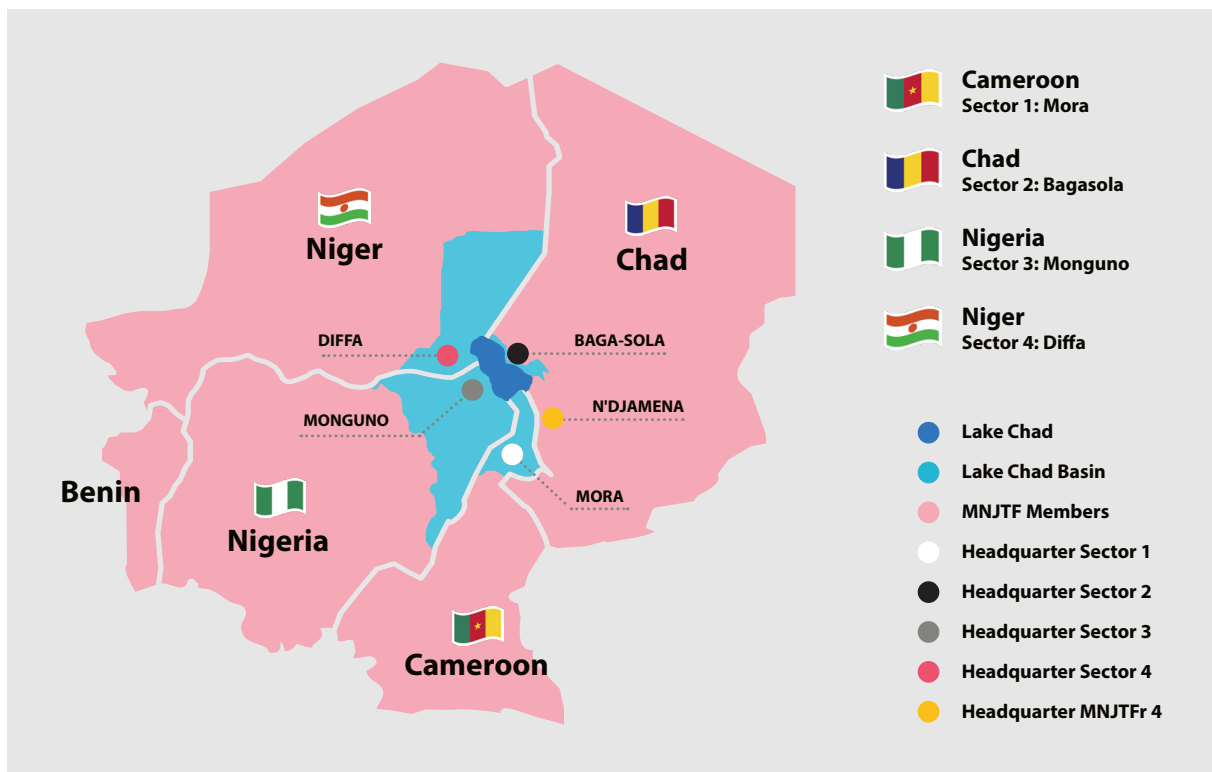 Cameroon
Sector 1: Mora
Chad
Sector 2: Bagasola
Nigeria
Sector 3: Monguno
Niger
Sector 4: Diffa
Niger
Chad
DIFFA
BAGA-SOLA
MONGUNO
N'DJAMENA
MORA
Benin
Nigeria
Cameroon
Lake Chad
Lake Chad Basin
MNJTF Members
Headquarter Sector 1
Headquarter Sector 2
Headquarter Sector 3
Headquarter Sector 4
Headquarter MNJTFr 4